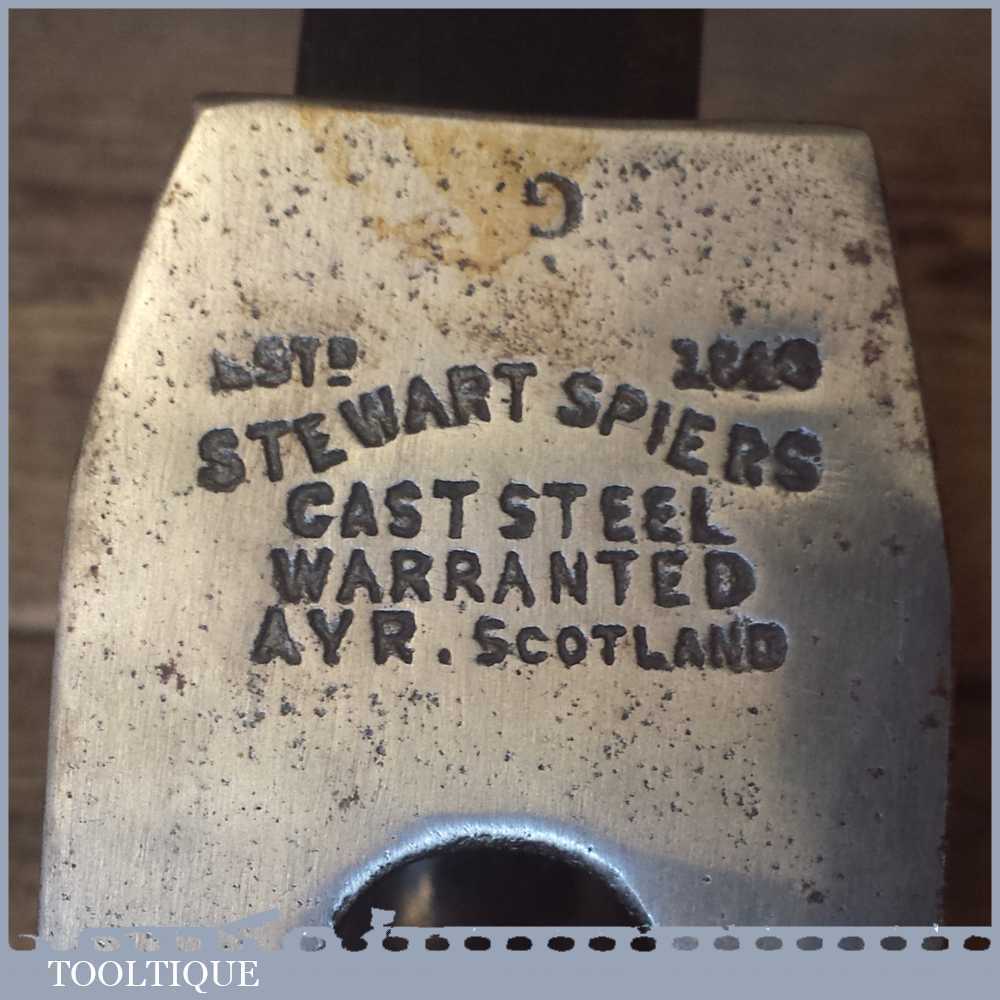 G
ESTD 1840
STEWART SPIERS
CAST STEEL
WARRANTED
AYR. SCOTLAND
TOOLTIQUE